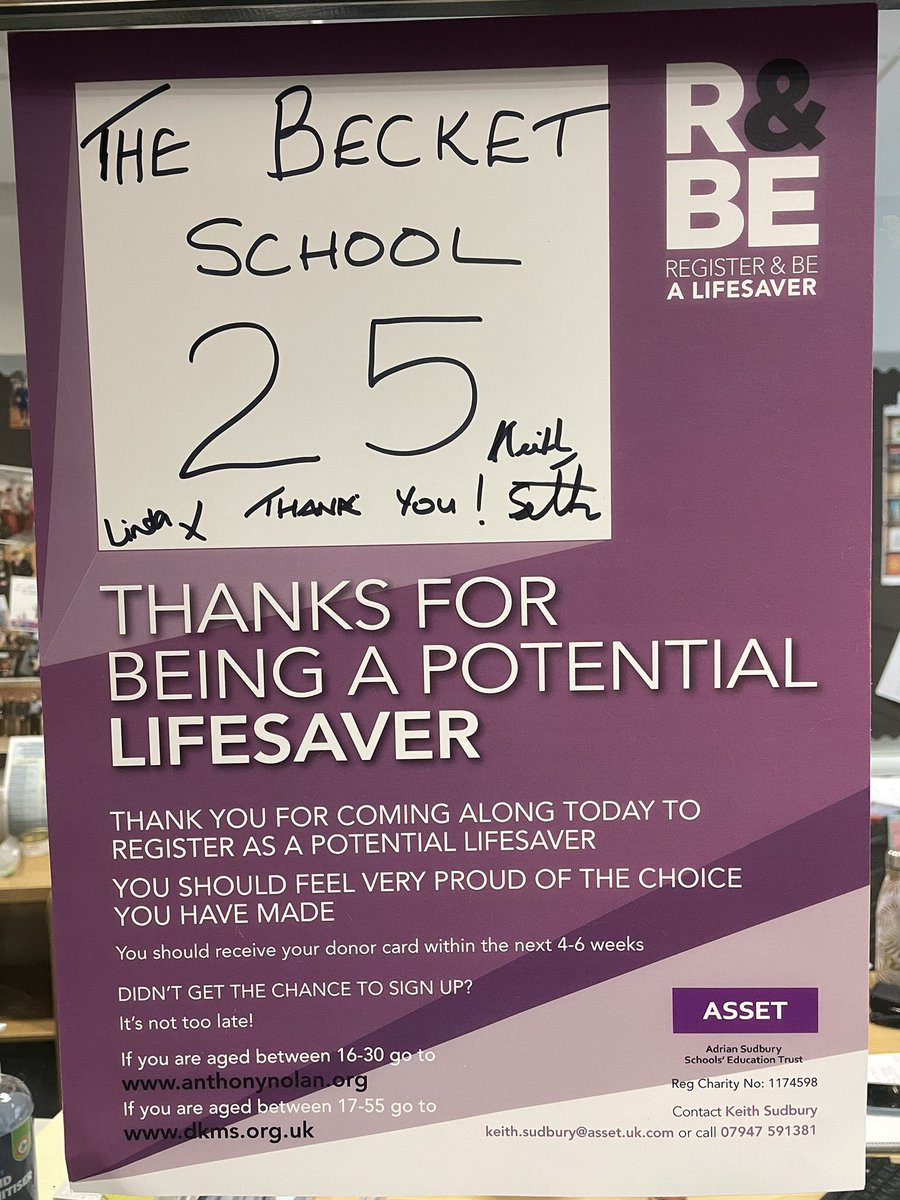 THE BECKET
SCHOOL
25
Keith
Linda X THANK YOU! Seth
R&
BE
REGISTER & BE
A LIFESAVER
THANKS FOR
BEING A POTENTIAL
LIFESAVER
THANK YOU FOR COMING ALONG TODAY TO
REGISTER AS A POTENTIAL LIFESAVER
YOU SHOULD FEEL VERY PROUD OF THE CHOICE
YOU HAVE MADE
You should receive your donor card within the next 4-6 weeks
DIDN'T GET THE CHANCE TO SIGN UP?
It's not too late!
If you are aged between 16-30 go to
www.anthonynolan.org
If you are aged between 17-55 go to
www.dkms.org.uk
ASSET
Adrian Sudbury
Schools' Education Trust
Reg Charity No: 1174598
Contact Keith Sudbury
keith.sudbury@asset.uk.com or call 07947 591381